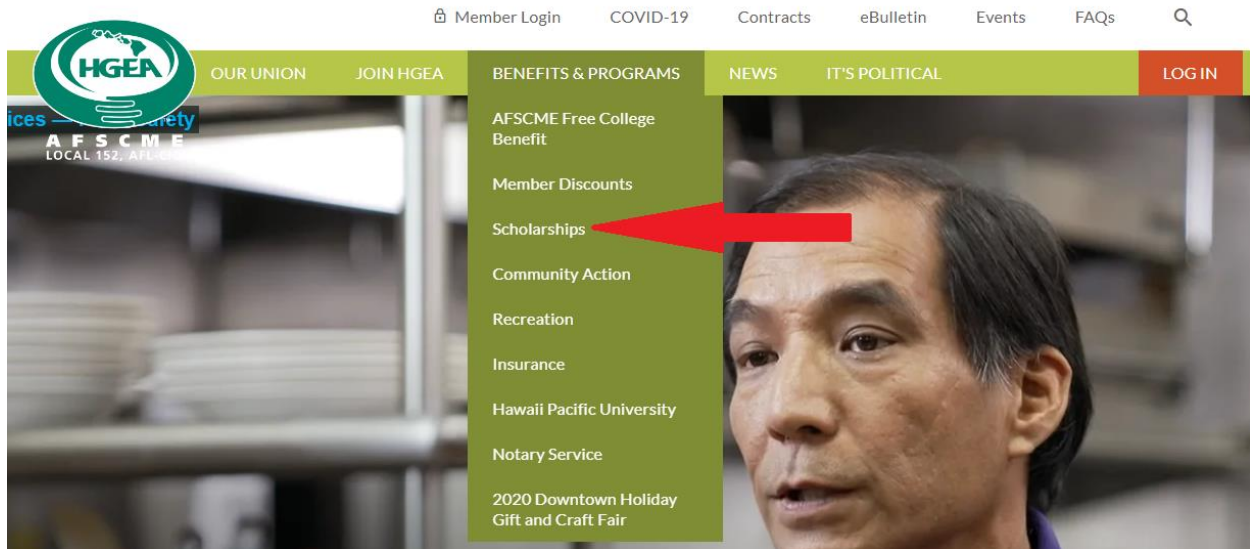 Member Login COVID-19 Contracts eBulletin Events FAQs
HGEA
AFSCME
LOCAL 152, AFL-C
OUR UNION JOIN HGEA BENEFITS & PROGRAMS NEWS IT'S POLITICAL LOG IN
ices
AFSCME Free College
Benefit
Member Discounts
Scholarships
Community Action
Recreation
Insurance
Hawaii Pacific University
Notary Service
2020 Downtown Holiday
Gift and Craft Fair